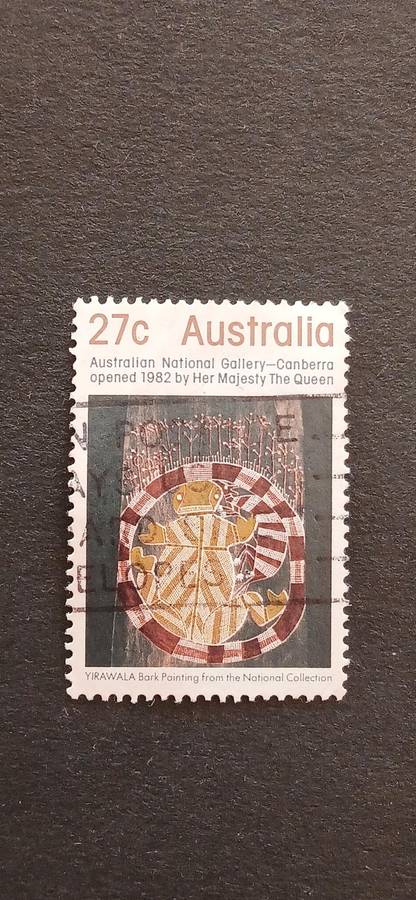 27c Australia
Australian National Gallery—Canberra
opened 1982 by Her Majesty The Queen
YIRAWALA Bark Painting from the National Collection